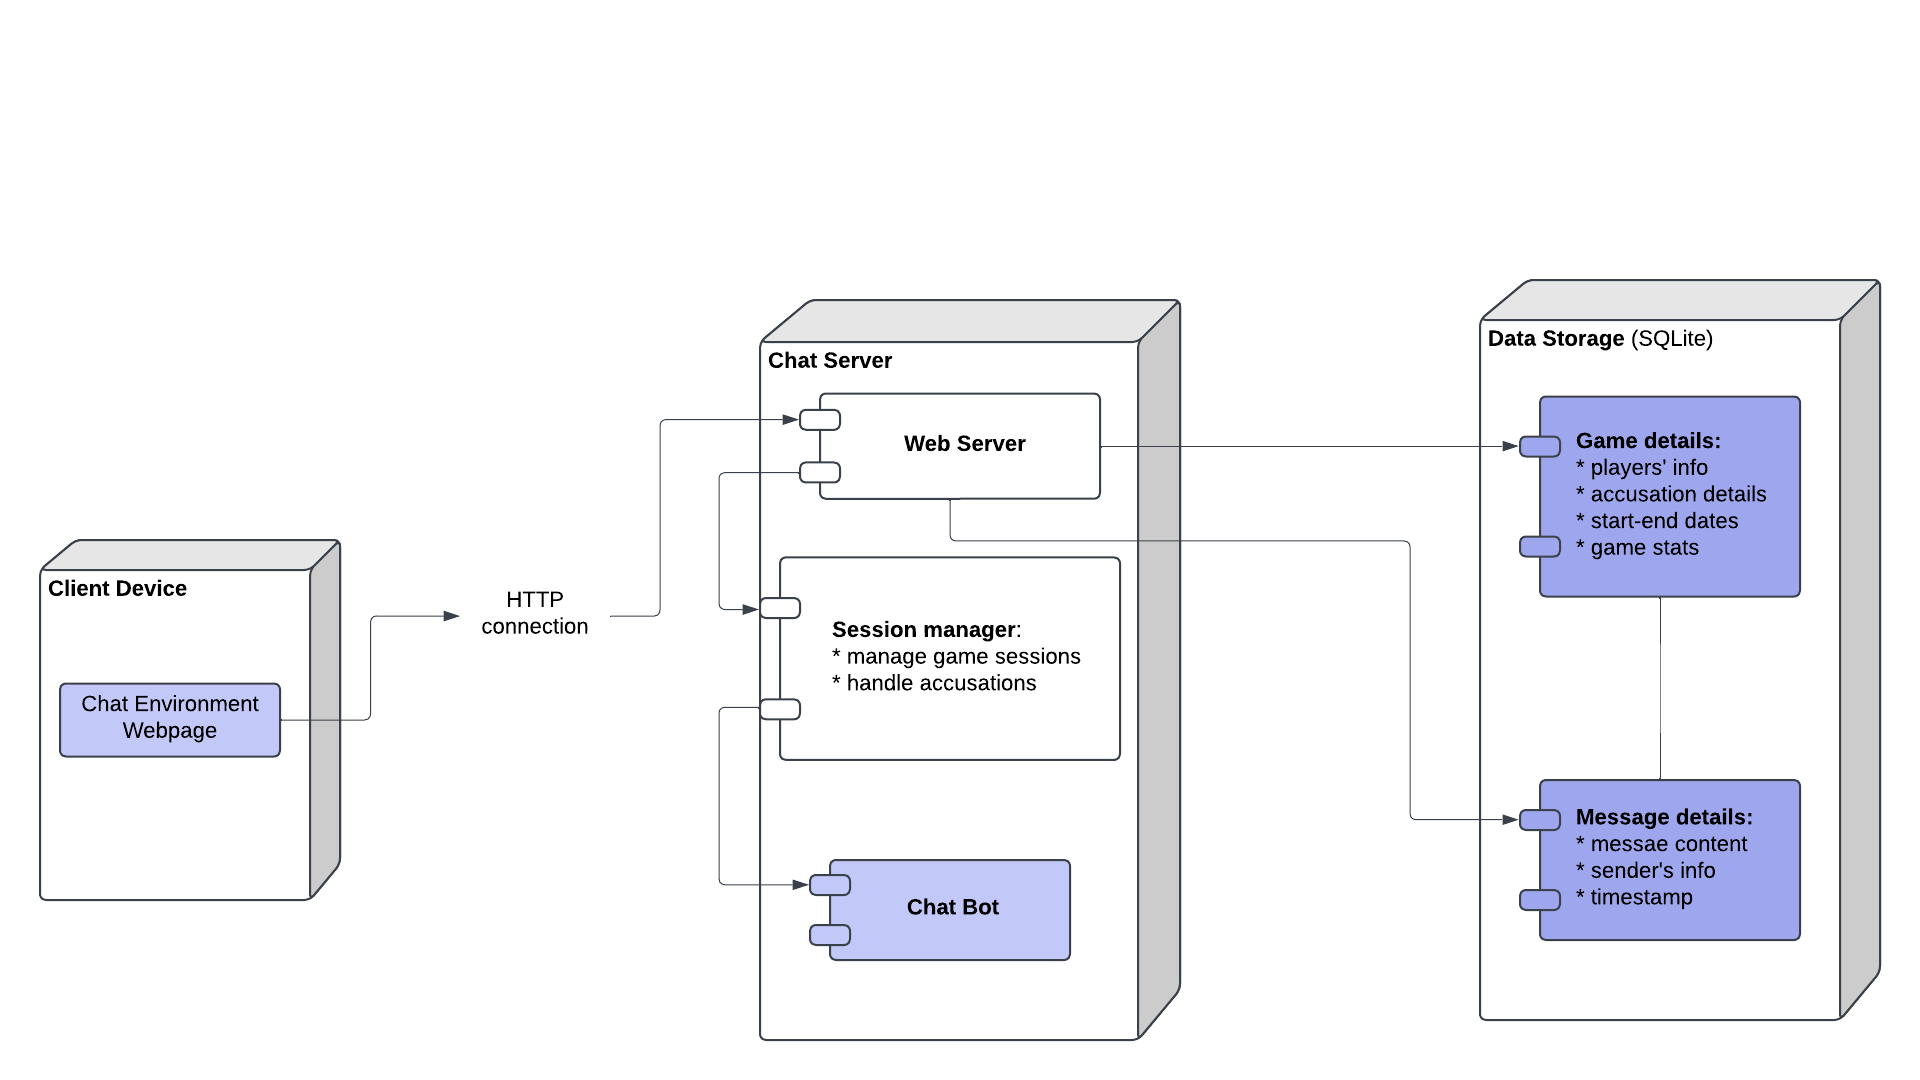 Client Device
Chat Environment
Webpage
HTTP
connection
Chat Server
Web Server
Session manager:
* manage game sessions
* handle accusations
Chat Bot
Data Storage (SQLite)
Game details:
* players' info
* accusation details
* start-end dates
* game stats
Message details:
* messae content
* sender's info
* timestamp